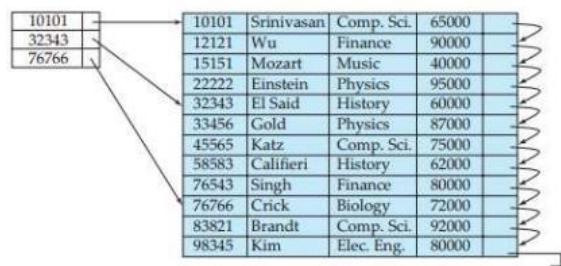 10101
32343
76766
10101 Srinivasan Comp. Sci. 65000
12121 Wu Finance 90000
15151 Mozart Music 40000
22222 Einstein Physics 95000
32343 El Said History 60000
33456 Gold Physics 87000
45565 Katz Comp. Sci. 75000
58583 Califieri History 62000
76543 Singh Finance 80000
76766 Crick Biology 72000
83821 Brandt Comp. Sci. 92000
98345 Kim Elec. Eng. 80000